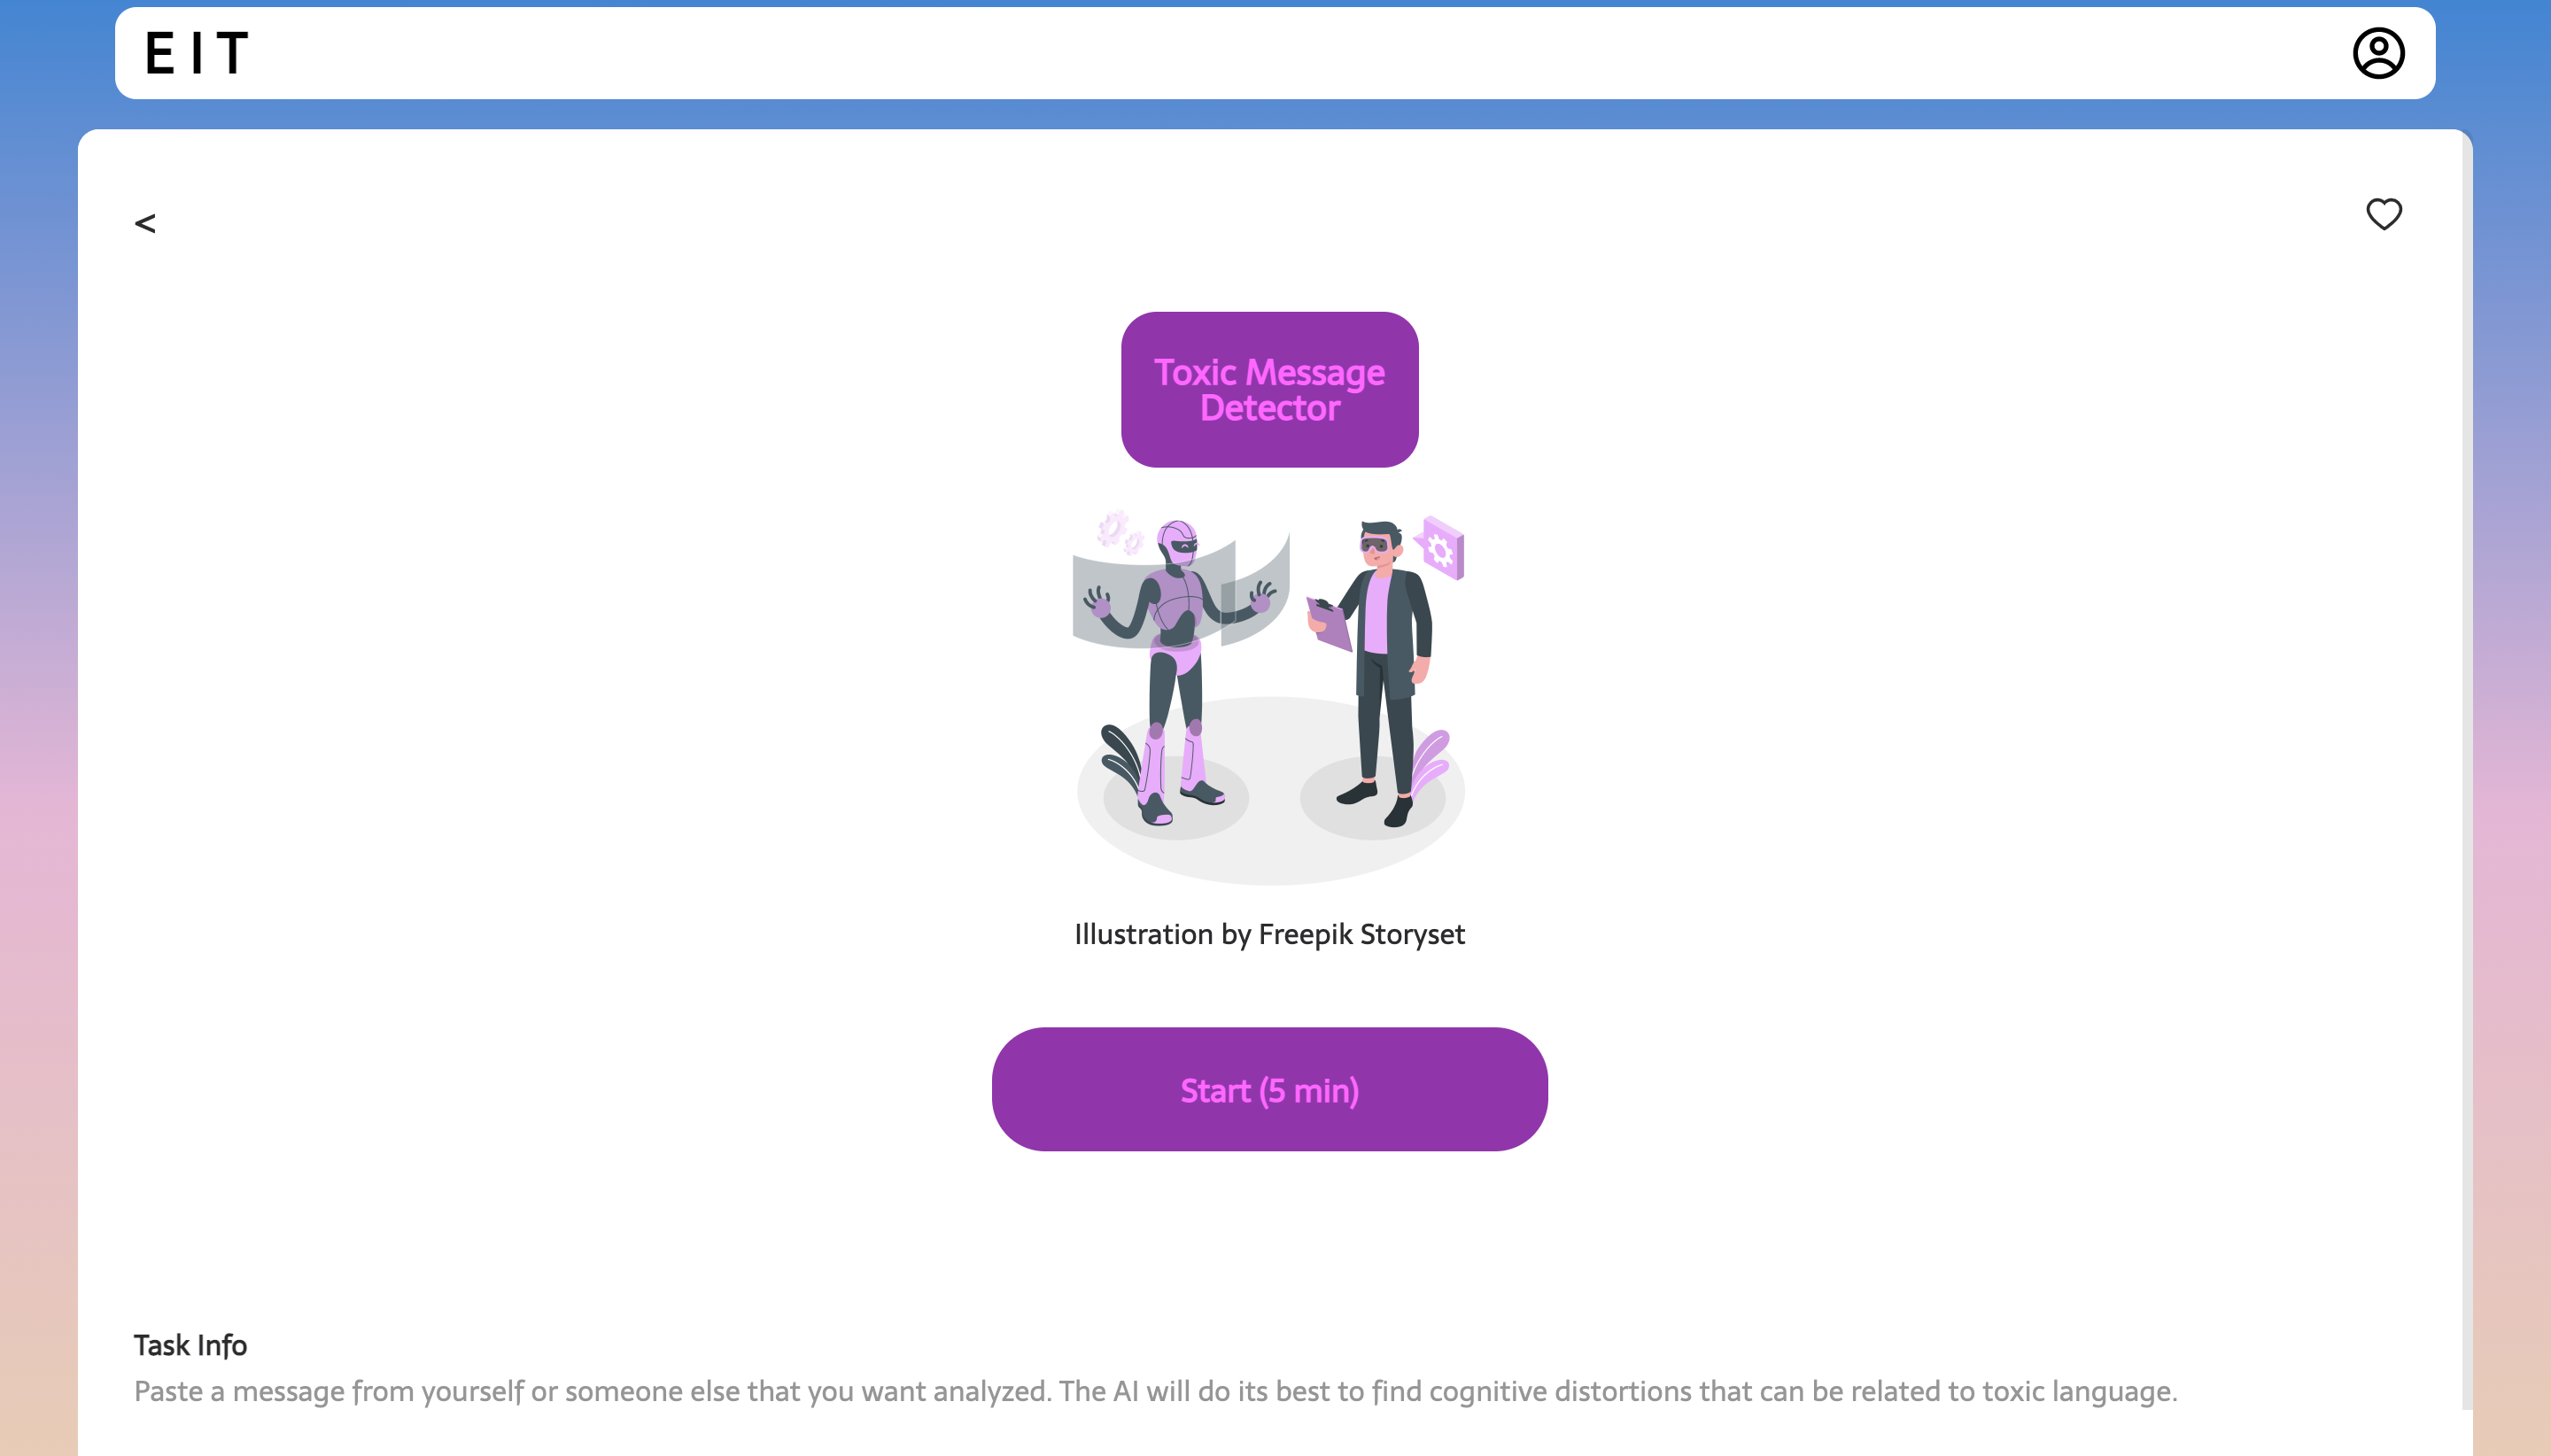 EIT
<
Toxic Message
Detector
Illustration by Freepik Storyset
Start (5 min)
Task Info
Paste a message from yourself or someone else that you want analyzed. The AI will do its best to find cognitive distortions that can be related to toxic language.